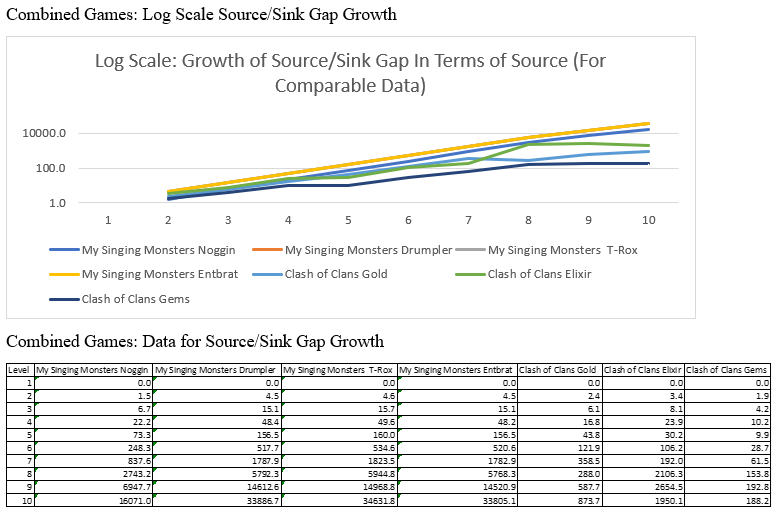 Combined Games: Log Scale Source/Sink Gap Growth
Log Scale: Growth of Source/Sink Gap In Terms of Source (For
Comparable Data)
10000.0
100.0
1.0
1 2 3 4 5 6 7 8 9 10
My Singing Monsters Noggin My Singing Monsters Drumpler My Singing Monsters T-Rox
My Singing Monsters Entbrat Clash of Clans Gold Clash of Clans Elixir
Clash of Clans Gems
Combined Games: Data for Source/Sink Gap Growth
Level My Singing Monsters Noggin My Singing Monsters Drumpler My Singing Monsters T-Rox My Singing Monsters Entbrat Clash of Clans Gold Clash of Clans Elixir Clash of Clans Gems
1 0.0 0.0 0.0 0.0 0.0 0.0 0.0
2 1.5 4.5 4.6 4.5 2.4 3.4 1.9
3 6.7 15.1 15.7 15.1 6.1 8.1 4.2
4 22.2 48.4 49.6 48.2 16.8 23.9 10.2
5 73.3 156.5 160.0 156.5 43.8 30.2 9.9
6 248.3 517.7 534.6 520.6 121.9 106.2 28.7
7 837.6 1787.9 1823.5 1782.9 358.5 192.0 61.5
8 2743.2 5792.3 5944.8 5768.3 288.0 2106.3 153.8
9 6947.7 14612.6 14968.8 14520.9 587.7 2654.5 192.8
10 16071.0 33886.7 34631.8 33805.1 873.7 1950.1 188.2